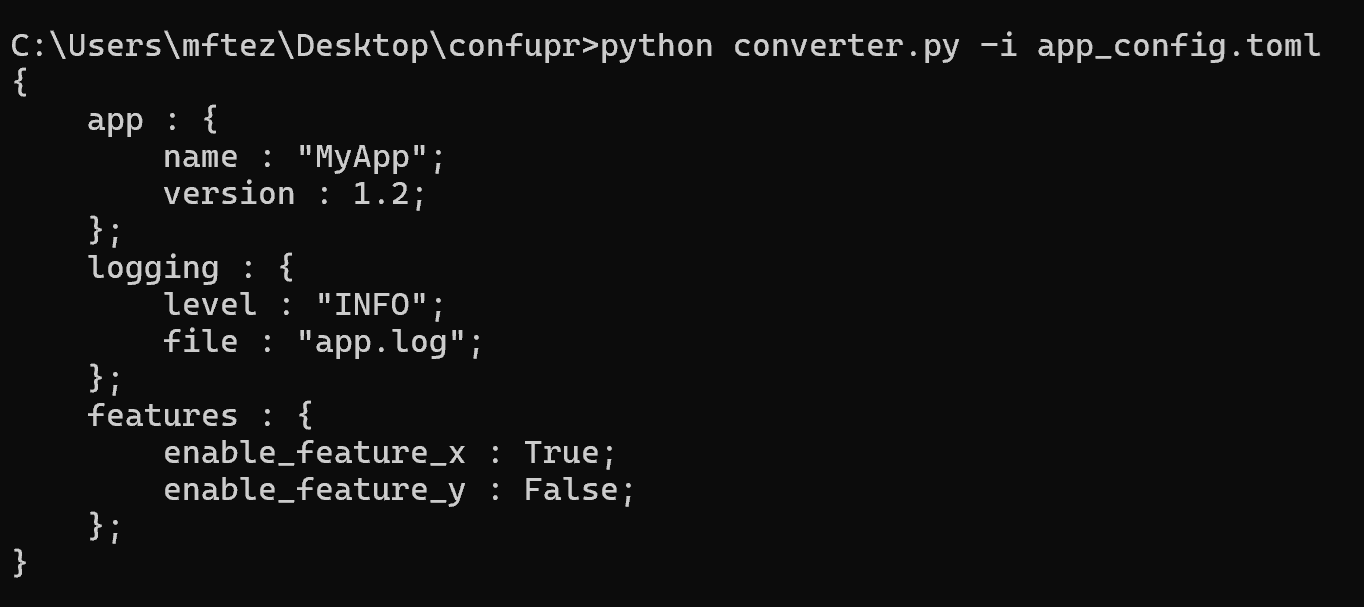 C:\Users\mftez\Desktop\confupr>python converter.py -i app_config.toml
{
    app : {
        name : "MyApp";
        version : 1.2;
    };
    logging : {
        level : "INFO";
        file : "app.log";
    };
    features : {
        enable_feature_x : True;
        enable_feature_y : False;
    };
}